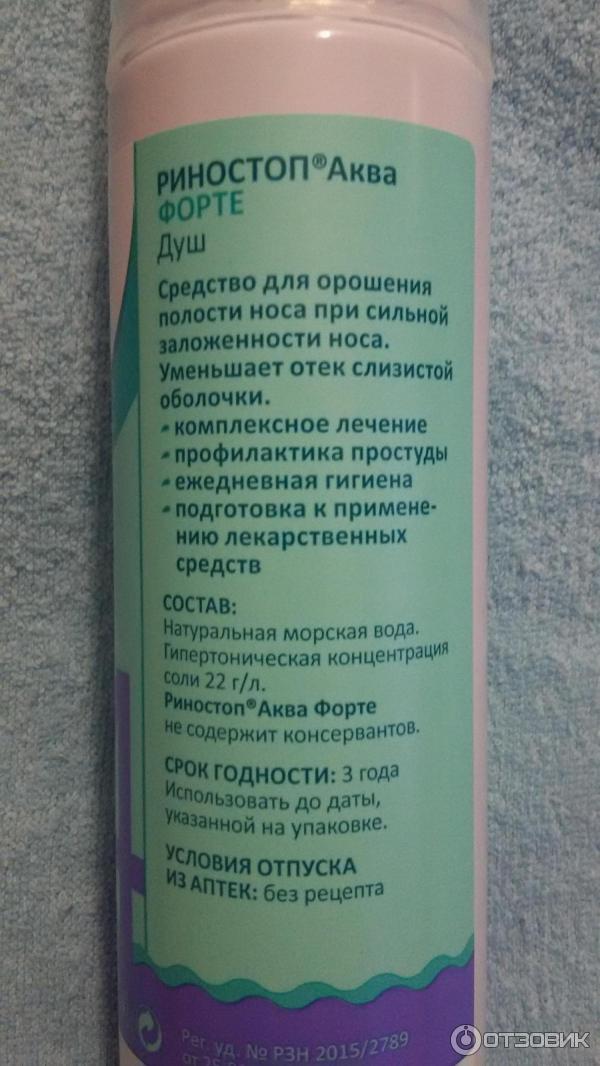 РИНОСТОП®Аква
ФОРТЕ
Душ
Средство для орошения
полости носа при сильной
заложенности носа.
Уменьшает отек слизистой
оболочки.
- комплексное лечение
- профилактика простуды
- ежедневная гигиена
- подготовка к примене-
нию лекарственных
средств
СОСТАВ:
Натуральная морская вода.
Гипертоническая концентрация
соли 22 г/л.
Риностоп®Аква Форте
не содержит консервантов.
СРОК ГОДНОСТИ: 3 года
Использовать до даты,
указанной на упаковке.
УСЛОВИЯ ОТПУСКА
ИЗ АПТЕК: без рецепта
Рег. уд. № РЗН 2015/2789
от
ОТЗОВИК